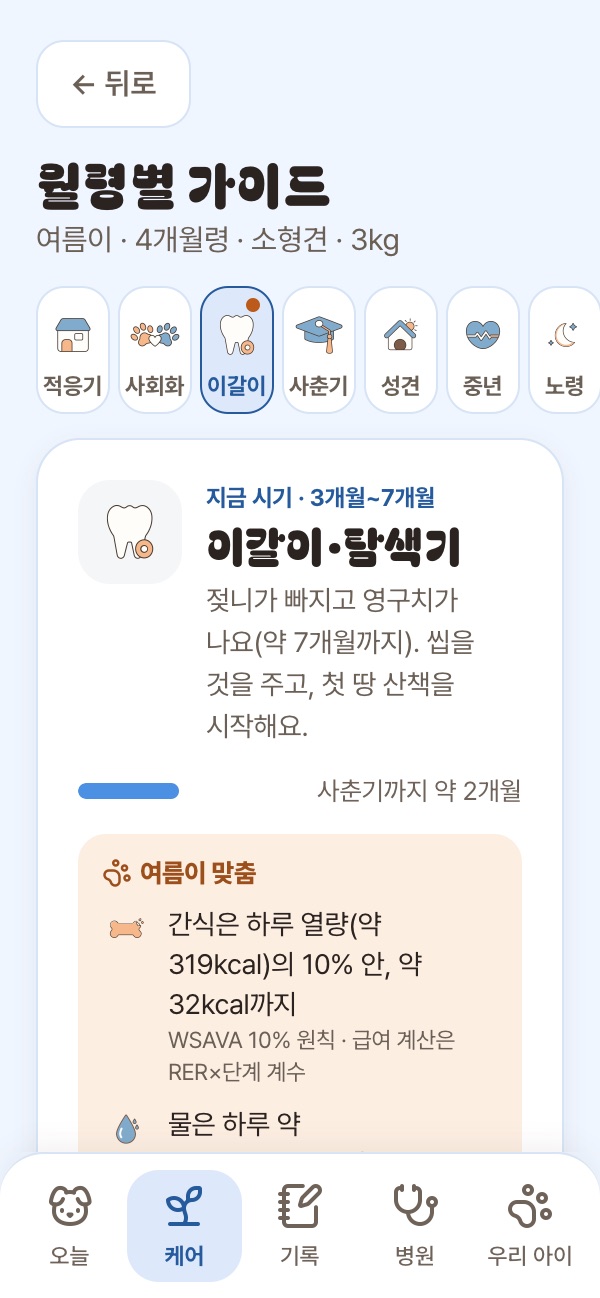 ← 뒤로
월령별 가이드
여름이 · 4개월령 · 소형견 · 3kg
적응기 사회화 이갈이 사춘기 성견 중년 노령
지금 시기 · 3개월~7개월
이갈이·탐색기
젖니가 빠지고 영구치가
나요(약 7개월까지). 씹을
것을 주고, 첫 땅 산책을
시작해요.
사춘기까지 약 2개월
여름이 맞춤
간식은 하루 열량(약
319kcal)의 10% 안, 약
32kcal까지
WSAVA 10% 원칙 · 급여 계산은
RER×단계 계수
물은 하루 약
오늘 케어 기록 병원 우리 아이